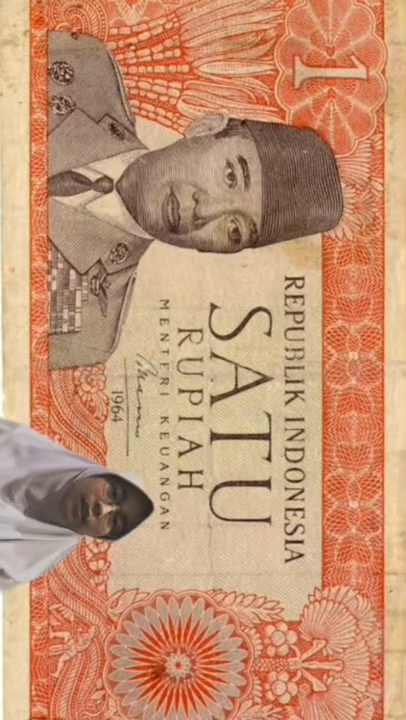 1
REPUBLIK INDONESIA
SATU
RUPIAH
MENTERI KEUANGAN
1964